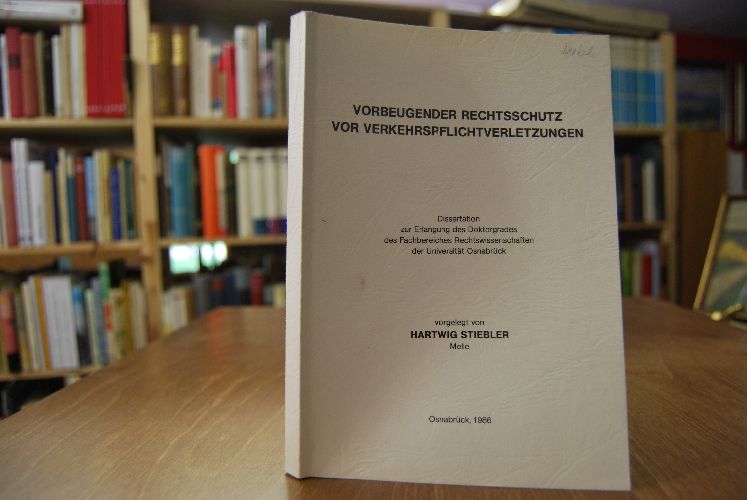 VORBEUGENDER RECHTSSCHUTZ
VOR VERKEHRSPFLICHTVERLETZUNGEN
Dissertation
zur Erlangung des Doktorgrades
des Fachbereiches Rechtswissenschaften
der Universität Osnabrück
vorgelegt von
HARTWIG STIEBLER
Melle
Osnabrück, 1986